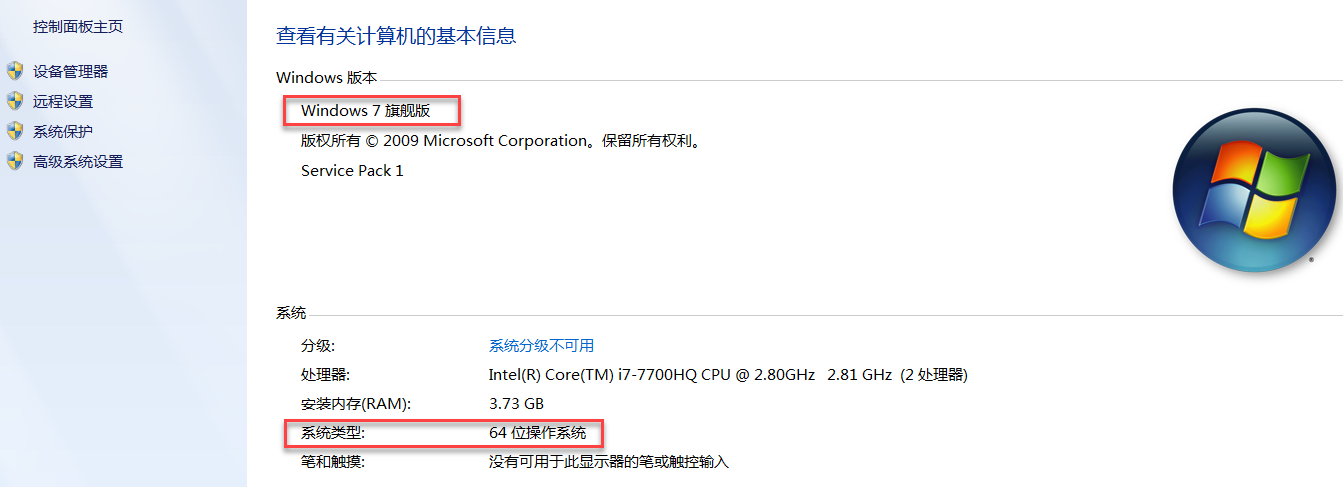 控制面板主页
设备管理器
远程设置
系统保护
高级系统设置
查看有关计算机的基本信息
Windows 版本
Windows 7 旗舰版
版权所有 © 2009 Microsoft Corporation。保留所有权利。
Service Pack 1
系统
分级: 系统分级不可用
处理器: Intel(R) Core(TM) i7-7700HQ CPU @ 2.80GHz 2.81 GHz (2 处理器)
安装内存(RAM): 3.73 GB
系统类型: 64 位操作系统
笔和触摸: 没有可用于此显示器的笔或触控输入